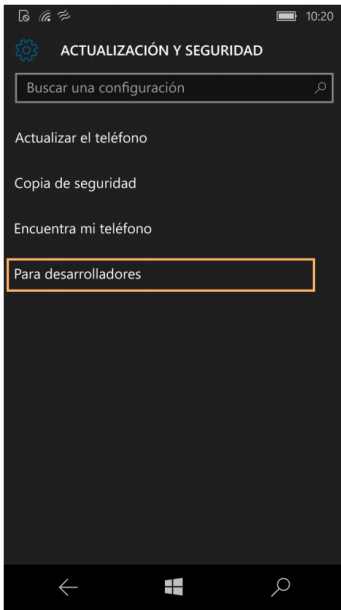 10:20
ACTUALIZACIÓN Y SEGURIDAD
Buscar una configuración
Actualizar el teléfono
Copia de seguridad
Encuentra mi teléfono
Para desarrolladores